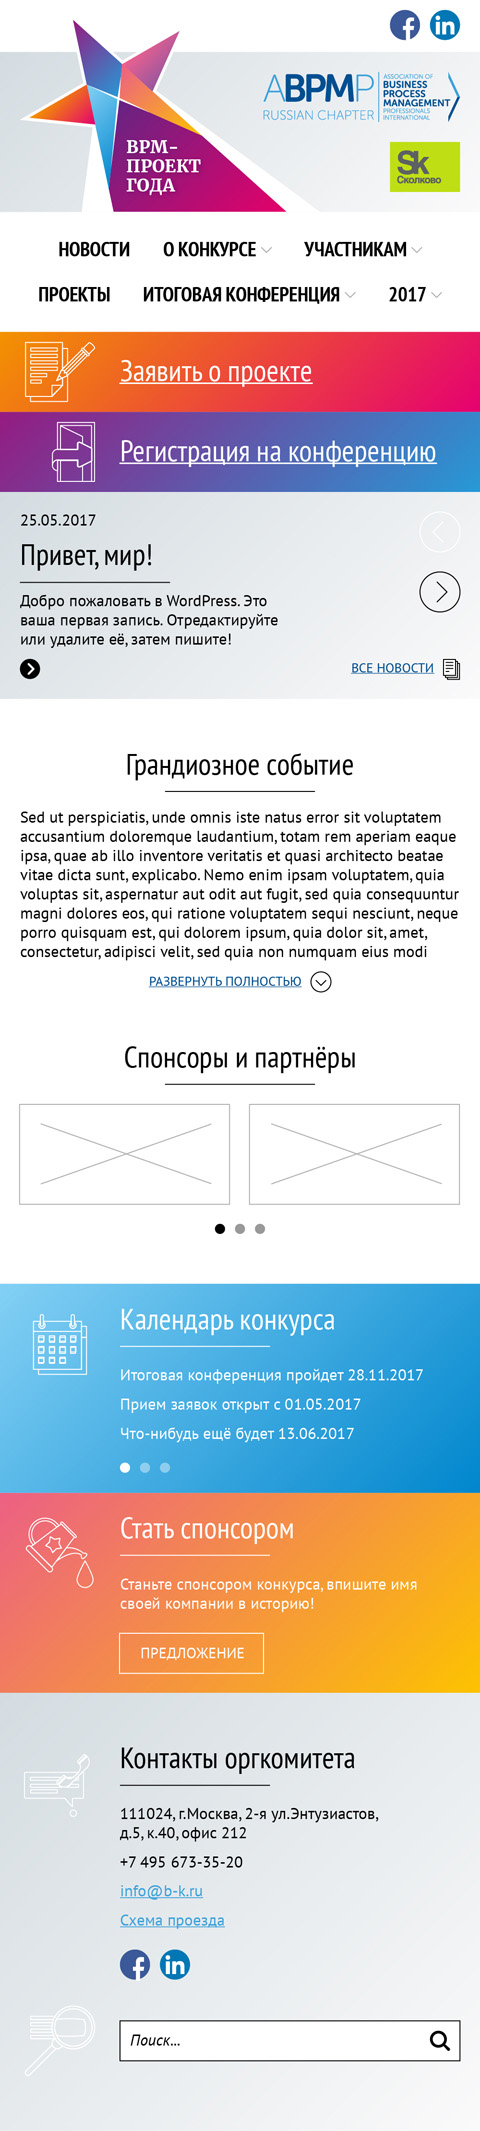 ABPMP
RUSSIAN CHAPTER
ASSOCIATION OF
BUSINESS
PROCESS
MANAGEMENT
PROFESSIONALS
INTERNATIONAL
BPM-
ПРОЕКТ
ГОДА
Sk
Сколково
НОВОСТИ О КОНКУРСЕ УЧАСТНИКАМ
ПРОЕКТЫ ИТОГОВАЯ КОНФЕРЕНЦИЯ 2017
Заявить о проекте
Регистрация на конференцию
25.05.2017
Привет, мир!
Добро пожаловать в WordPress. Это
ваша первая запись. Отредактируйте
или удалите её, затем пишите!
ВСЕ НОВОСТИ
Грандиозное событие
Sed ut perspiciatis, unde omnis iste natus error sit voluptatem
accusantium doloremque laudantium, totam rem aperiam eaque
ipsa, quae ab illo inventore veritatis et quasi architecto beatae
vitae dicta sunt, explicabo. Nemo enim ipsam voluptatem, quia
voluptas sit, aspernatur aut odit aut fugit, sed quia consequuntur
magni dolores eos, qui ratione voluptatem sequi nesciunt, neque
porro quisquam est, qui dolorem ipsum, quia dolor sit, amet,
consectetur, adipisci velit, sed quia non numquam eius modi
РАЗВЕРНУТЬ ПОЛНОСТЬЮ
Спонсоры и партнёры
Календарь конкурса
Итоговая конференция пройдет 28.11.2017
Прием заявок открыт с 01.05.2017
Что-нибудь ещё будет 13.06.2017
Стать спонсором
Станьте спонсором конкурса, впишите имя
своей компании в историю!
ПРЕДЛОЖЕНИЕ
Контакты оргкомитета
111024, г.Москва, 2-я ул.Энтузиастов,
д.5, к.40, офис 212
+7 495 673-35-20
info@b-k.ru
Схема проезда
Поиск...